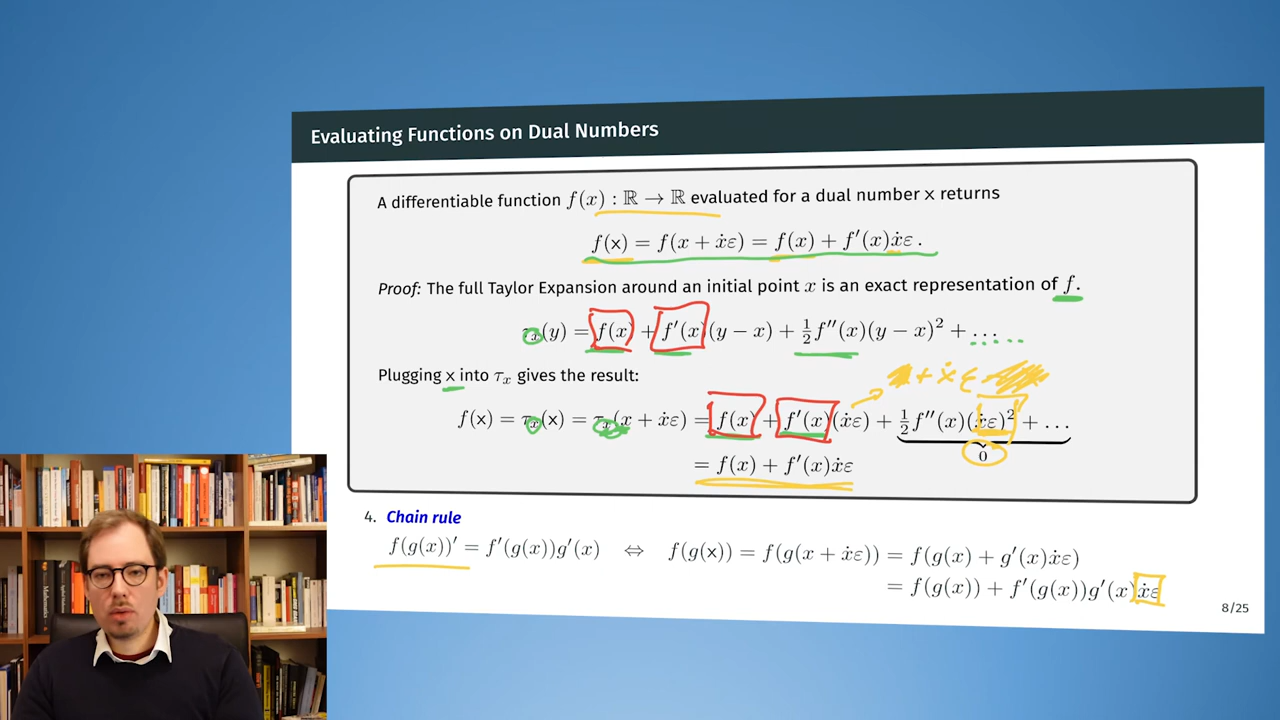 Evaluating Functions on Dual Numbers
A differentiable function f(x) : ℝ → ℝ evaluated for a dual number x returns
f(x) = f(x + ẋε) = f(x) + f′(x)ẋε .
Proof: The full Taylor Expansion around an initial point x is an exact representation of f.
τₓ(y) = f(x) + f′(x)(y − x) + ½f″(x)(y − x)² + ...
Plugging x into τₓ gives the result:
+ ẋ ε
f(x) = τₓ(x) = τₓ(x + ẋε) = f(x) + f′(x)(ẋε) + ½f″(x)(ẋε)² + ...
0
= f(x) + f′(x)ẋε
4. Chain rule
f(g(x))′ = f′(g(x))g′(x) ⇔ f(g(x)) = f(g(x + ẋε)) = f(g(x) + g′(x)ẋε)
= f(g(x)) + f′(g(x))g′(x)ẋε
8/25